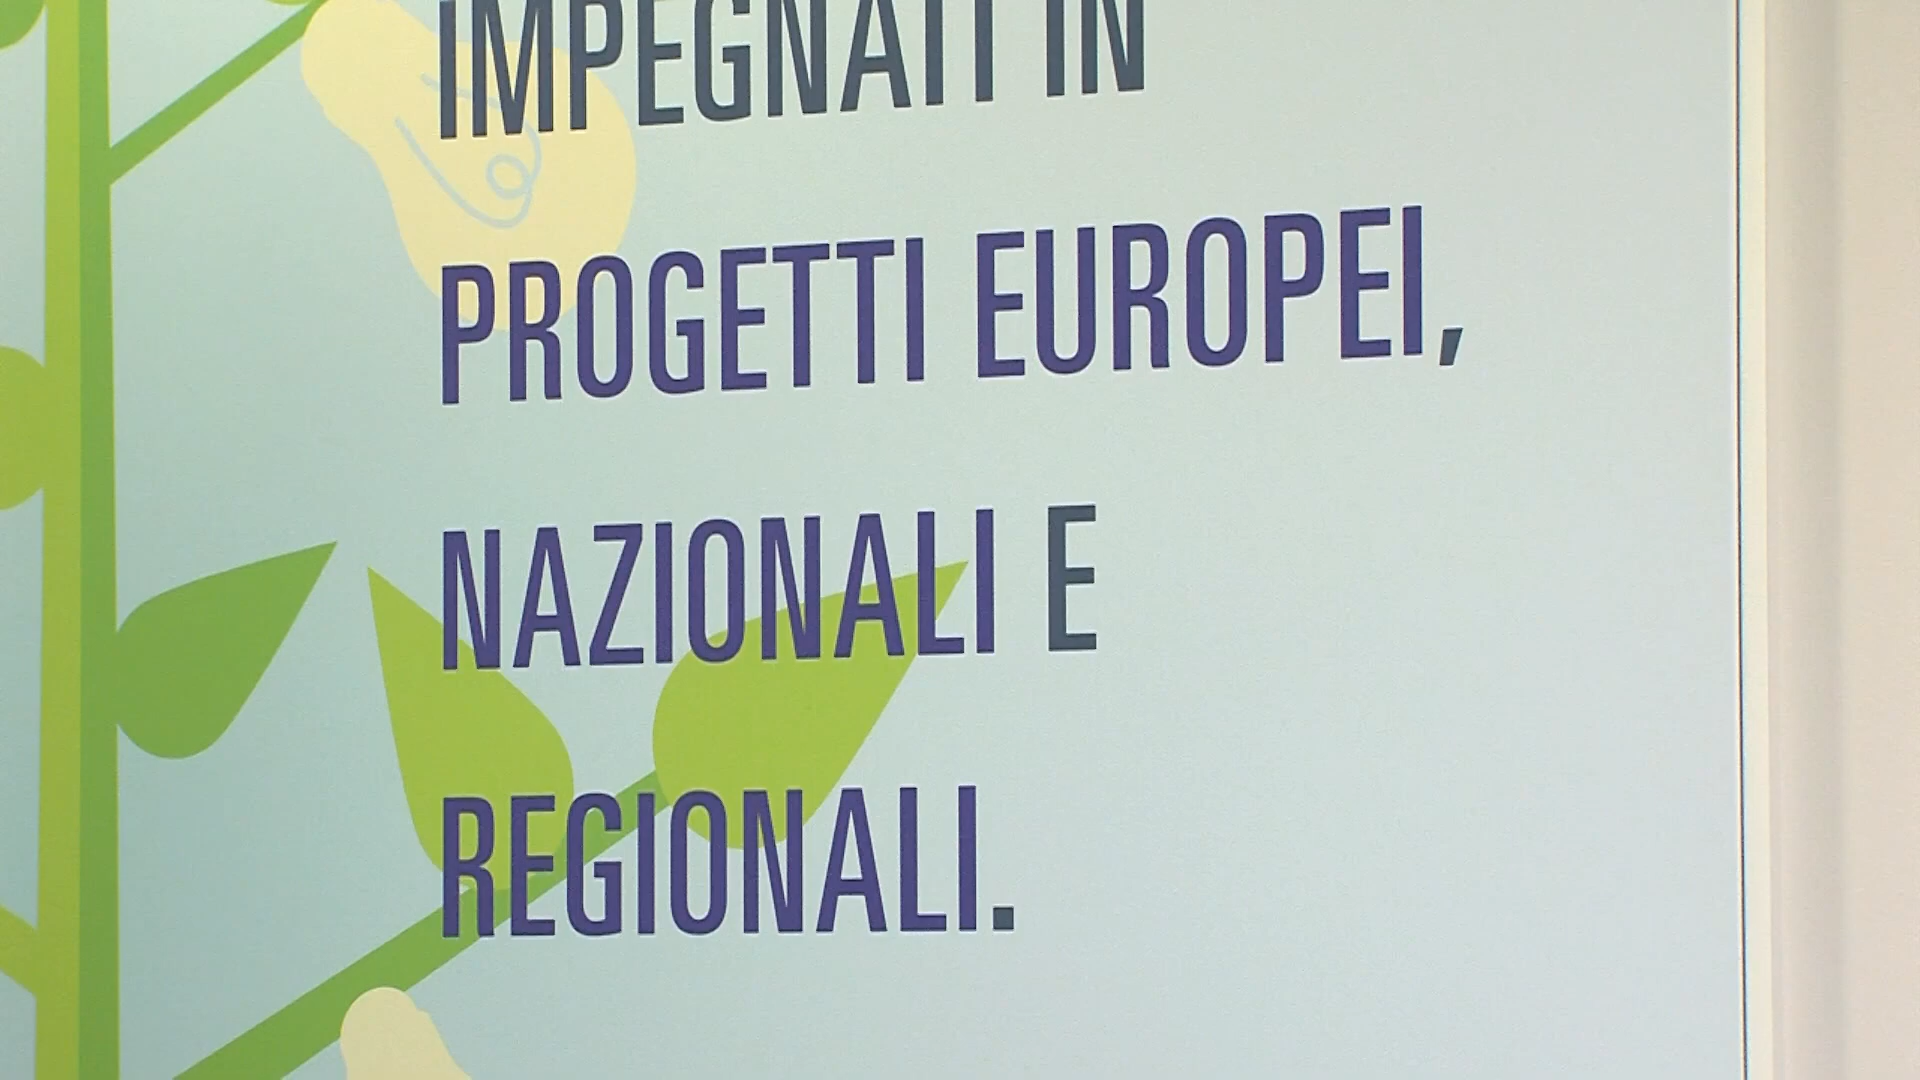 IMPEGNATI IN
PROGETTI EUROPEI,
NAZIONALI E
REGIONALI.